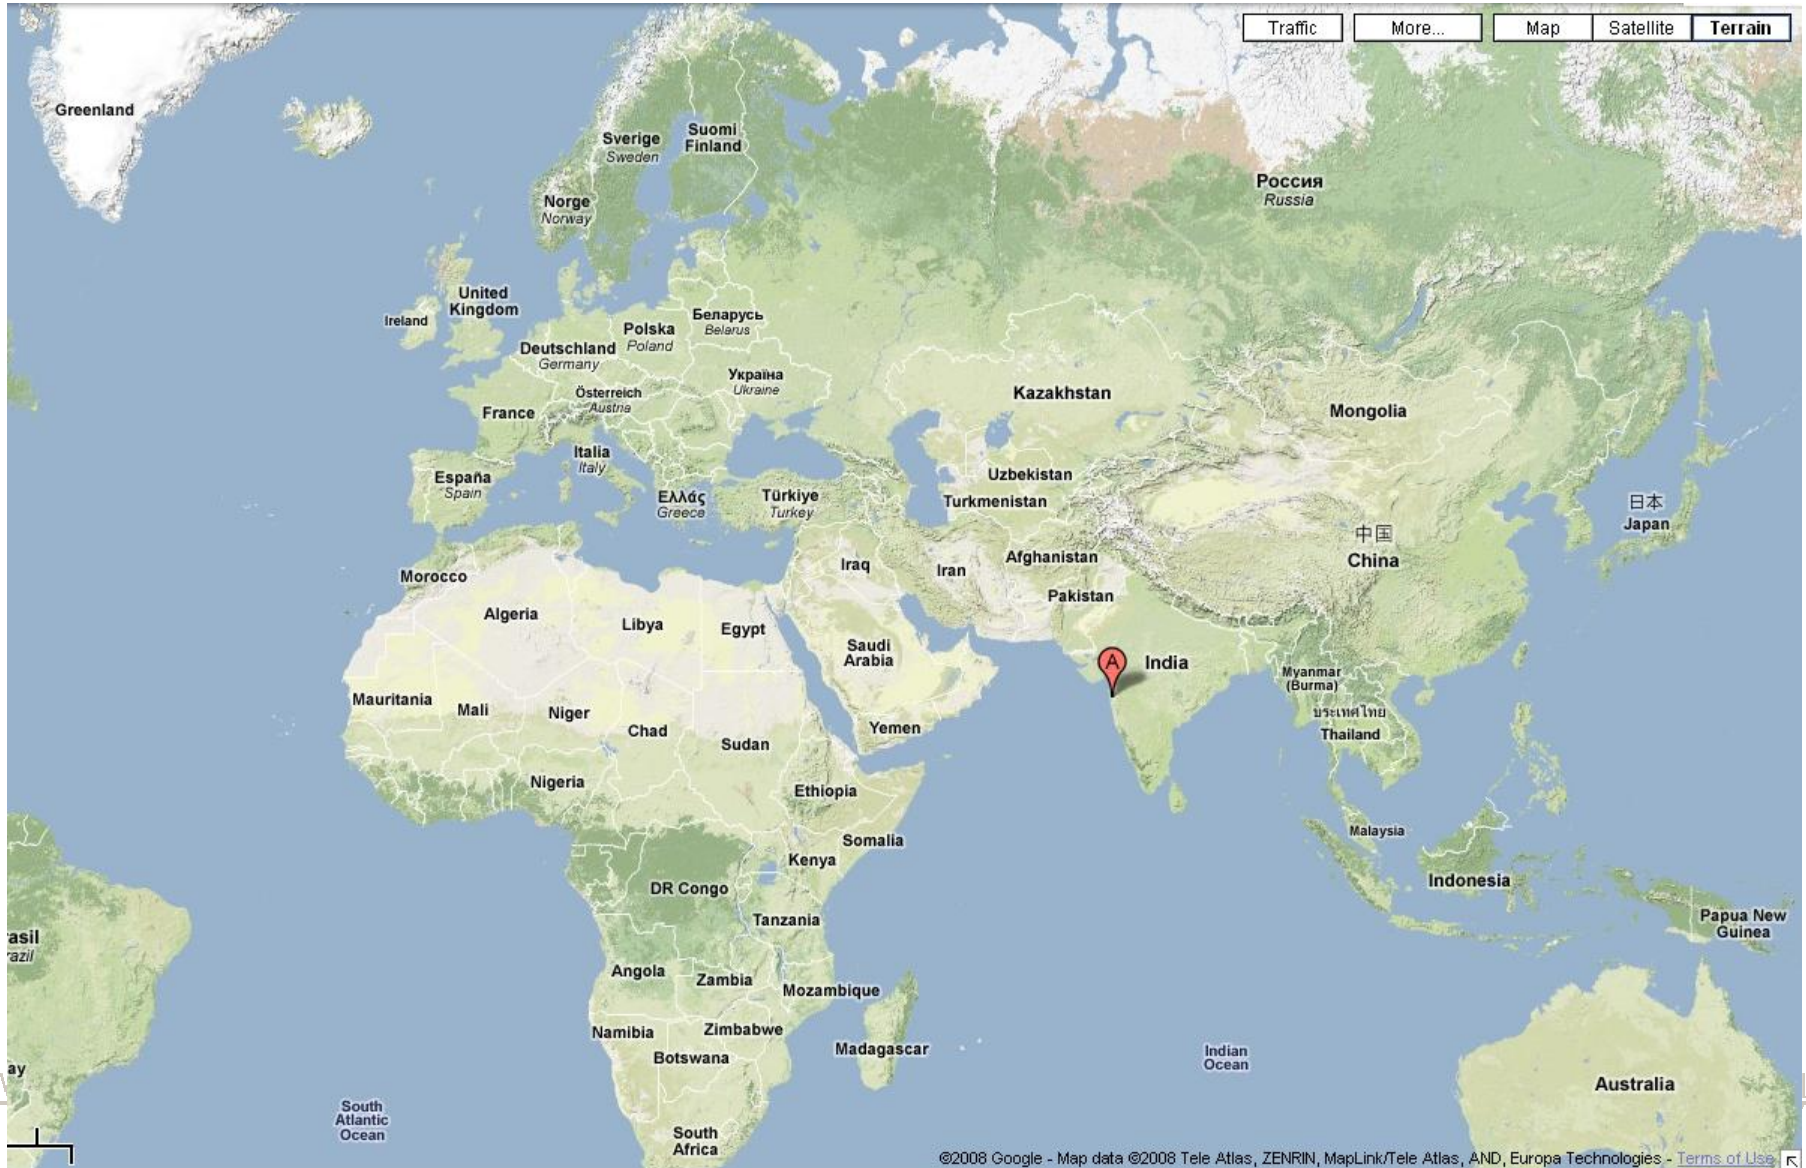 Traffic
More...
Map
Satellite
Terrain
Greenland
Sverige
Sweden
Suomi
Finland
Norge
Norway
Россия
Russia
United
Kingdom
Ireland
Беларусь
Belarus
Polska
Poland
Deutschland
Germany
Україна
Ukraine
Österreich
Austria
France
Kazakhstan
Mongolia
Italia
Italy
España
Spain
Ελλάς
Greece
Türkiye
Turkey
Uzbekistan
Turkmenistan
日本
Japan
中国
China
Morocco
Iraq
Iran
Afghanistan
Pakistan
Algeria
Libya
Egypt
Saudi
Arabia
A
India
Myanmar
(Burma)
Mauritania
Mali
Niger
Chad
Sudan
Yemen
ประเทศไทย
Thailand
Nigeria
Ethiopia
Somalia
Malaysia
Kenya
DR Congo
Indonesia
Tanzania
Papua New
Guinea
rasil
razil
Angola
Zambia
Mozambique
Namibia
Zimbabwe
Botswana
Madagascar
Indian
Ocean
ay
Australia
South
Atlantic
Ocean
South
Africa
©2008 Google - Map data ©2008 Tele Atlas, ZENRIN, MapLink/Tele Atlas, AND, Europa Technologies - Terms of Use